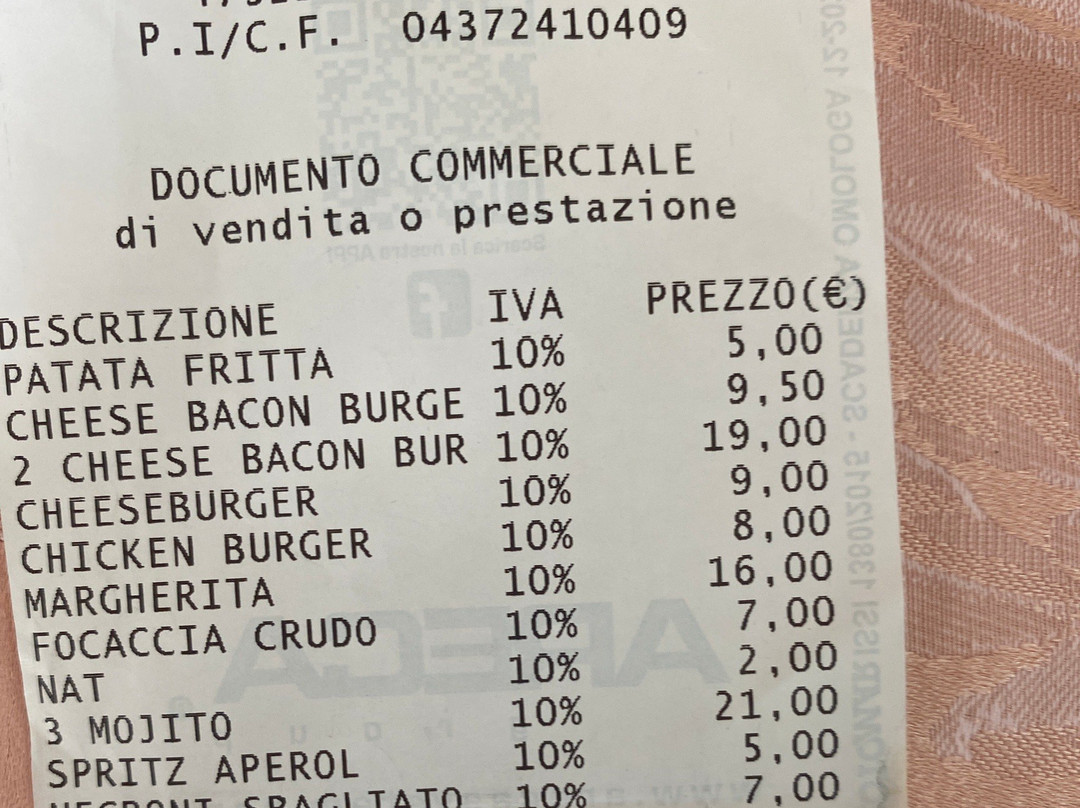 P.I/C.F. 04372410409
DOCUMENTO COMMERCIALE
di vendita o prestazione
DESCRIZIONE IVA PREZZO(€)
PATATA FRITTA 10% 5,00
CHEESE BACON BURGE 10% 9,50
2 CHEESE BACON BUR 10% 19,00
CHEESEBURGER 10% 9,00
CHICKEN BURGER 10% 8,00
MARGHERITA 10% 16,00
FOCACCIA CRUDO 10% 7,00
NAT 10% 2,00
3 MOJITO 10% 21,00
SPRITZ APEROL 10% 5,00
NEGRONI SBAGLIATO 10% 7,00